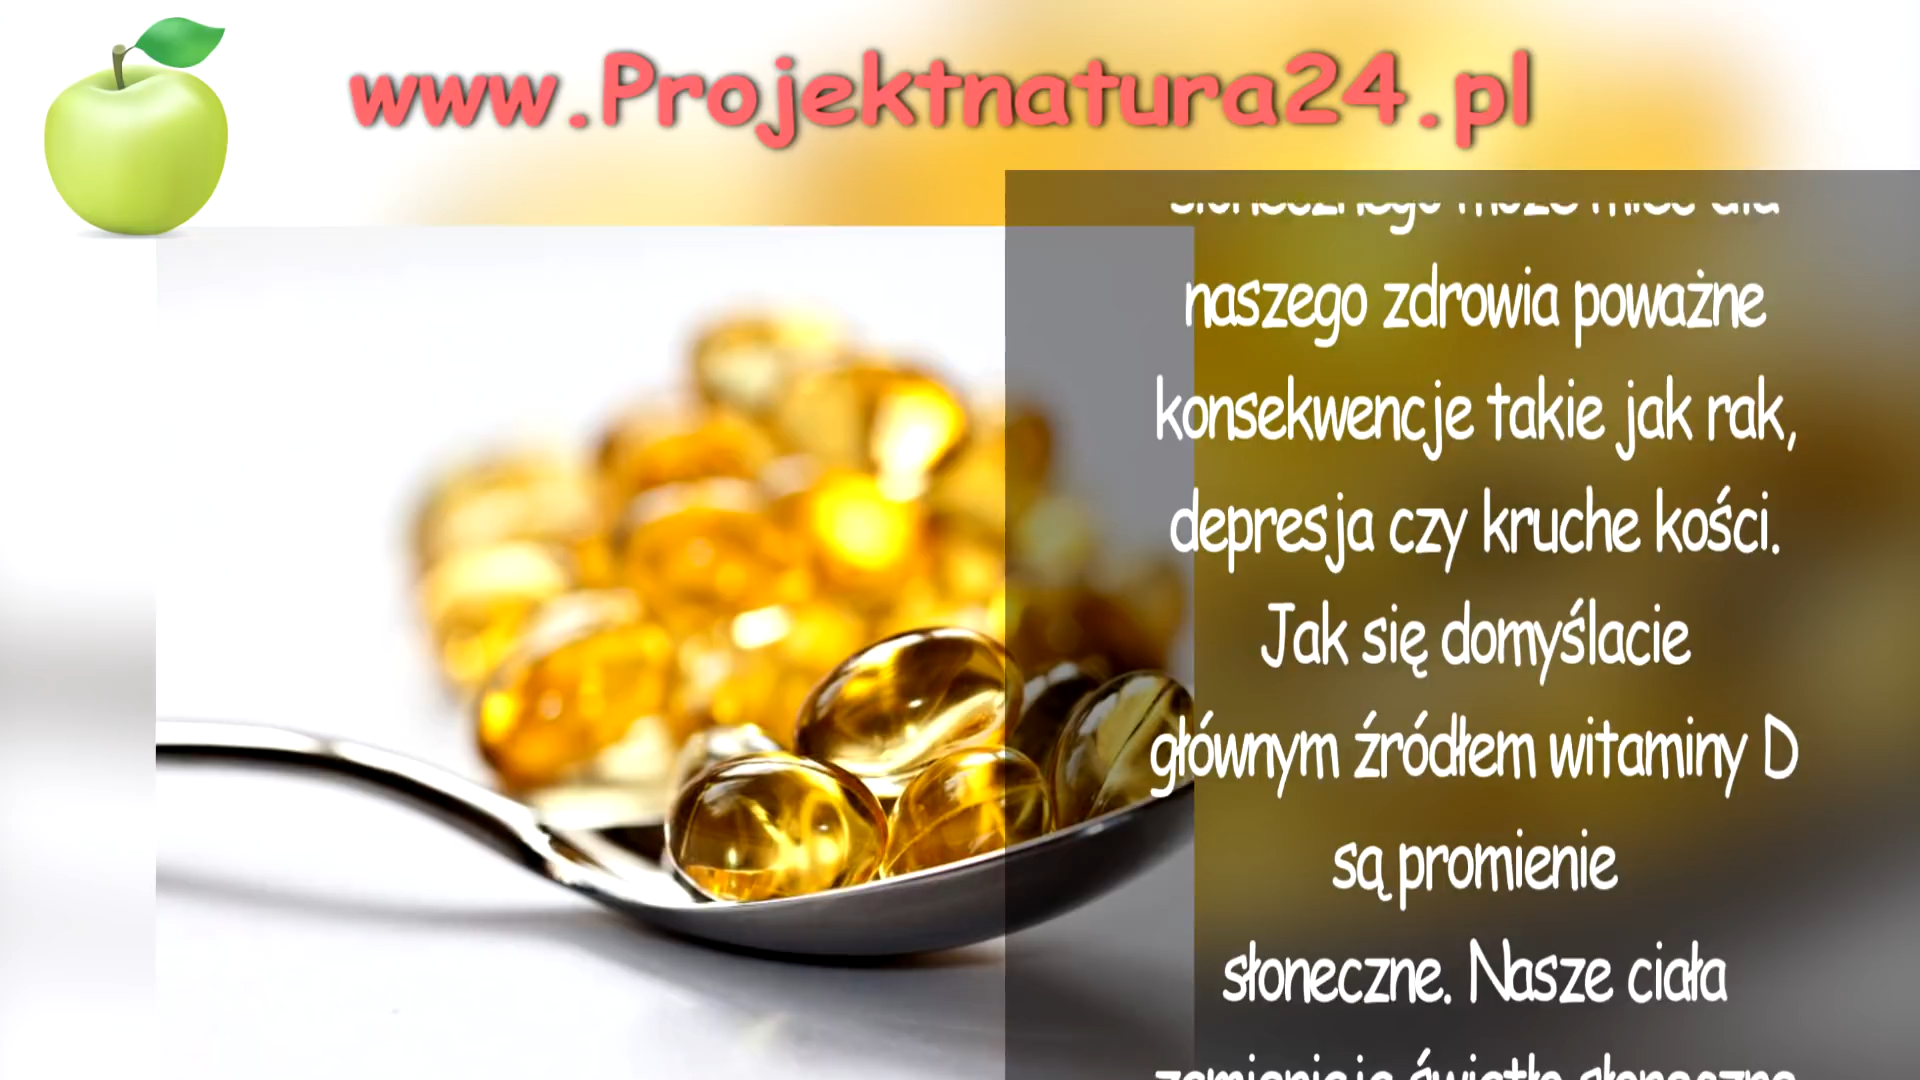 www.Projektnatura24.pl
naszego zdrowia poważne
konsekwencje takie jak rak,
depresja czy kruche kości.
Jak się domyślacie
głównym źródłem witaminy D
są promienie
słoneczne. Nasze ciała